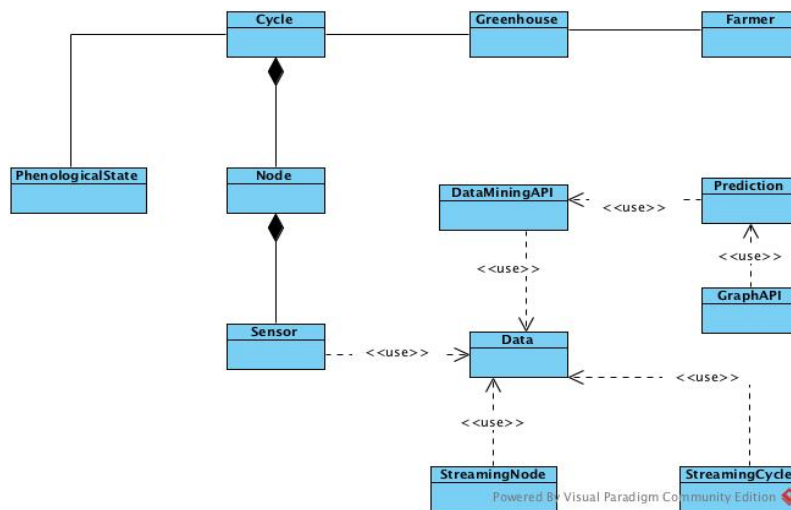 Cycle
Greenhouse
Farmer
PhenologicalState
Node
DataMiningAPI
<<use>>
Prediction
<<use>>
<<use>>
GraphAPI
Sensor
<<use>>
Data
<<use>>
<<use>>
StreamingNode
StreamingCycle
Powered By Visual Paradigm Community Edition